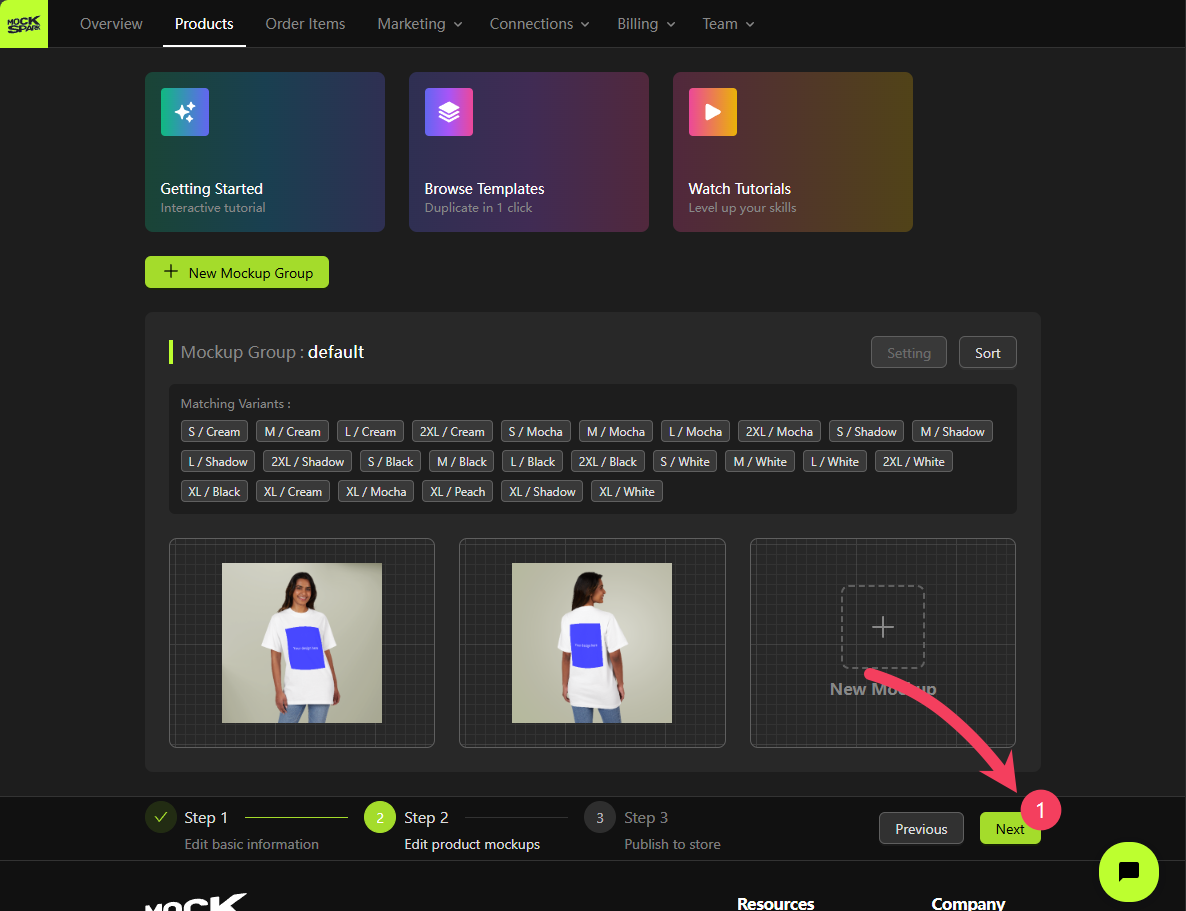 MOCK
SPARK
Overview Products Order Items Marketing Connections Billing Team
Getting Started
Interactive tutorial
Browse Templates
Duplicate in 1 click
Watch Tutorials
Level up your skills
New Mockup Group
Mockup Group : default
Setting Sort
Matching Variants :
S / Cream M / Cream L / Cream 2XL / Cream S / Mocha M / Mocha L / Mocha 2XL / Mocha S / Shadow M / Shadow
L / Shadow 2XL / Shadow S / Black M / Black L / Black 2XL / Black S / White M / White L / White 2XL / White
XL / Black XL / Cream XL / Mocha XL / Peach XL / Shadow XL / White
Your design here
Your design here
New Mockup
1
Step 1
Edit basic information
2 Step 2
Edit product mockups
3 Step 3
Publish to store
Previous Next
MOCK
Resources Company